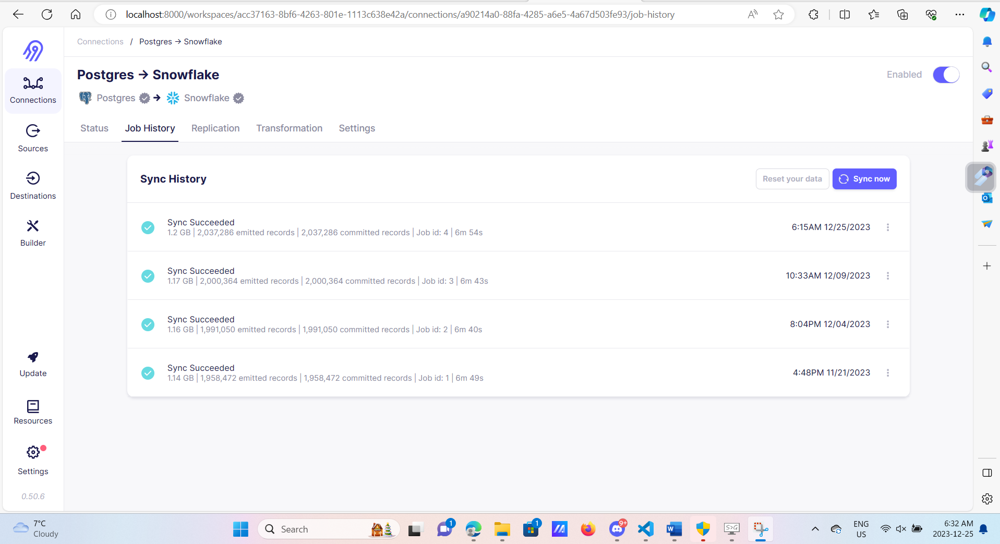 localhost:8000/workspaces/acc37163-8bf6-4263-801e-1113c638e42a/connections/a90214a0-88fa-4285-a6e5-4a67d503fe93/job-history
Connections / Postgres → Snowflake
Postgres → Snowflake
Enabled
Postgres → Snowflake
Status Job History Replication Transformation Settings
Connections
Sources
Destinations
Builder
Update
Resources
Settings
0.50.6
Sync History
Reset your data
Sync now
Sync Succeeded
1.2 GB | 2,037,286 emitted records | 2,037,286 committed records | Job id: 4 | 6m 54s
6:15AM 12/25/2023
Sync Succeeded
1.17 GB | 2,000,364 emitted records | 2,000,364 committed records | Job id: 3 | 6m 43s
10:33AM 12/09/2023
Sync Succeeded
1.16 GB | 1,991,050 emitted records | 1,991,050 committed records | Job id: 2 | 6m 40s
8:04PM 12/04/2023
Sync Succeeded
1.14 GB | 1,958,472 emitted records | 1,958,472 committed records | Job id: 1 | 6m 49s
4:48PM 11/21/2023
7°C
Cloudy
Search
1
1
9+
S>G
ENG
US
6:32 AM
2023-12-25